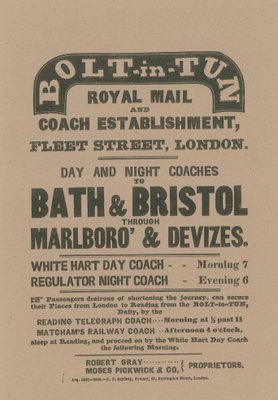 BOLT-in-TUN
ROYAL MAIL
AND
COACH ESTABLISHMENT,
FLEET STREET, LONDON.
DAY AND NIGHT COACHES
TO
BATH & BRISTOL
THROUGH
MARLBORO' & DEVIZES.
WHITE HART DAY COACH - - Morning 7
REGULATOR NIGHT COACH - Evening 6
Passengers desirous of shortening the Journey, can secure
their Places from London to Reading from the BOLT-in-TUN,
Daily, by the
READING TELEGRAPH COACH ---- Morning at ½ past 11
MATCHAM'S RAILWAY COACH -- Afternoon 4 o'clock,
sleep at Reading, and proceed on by the White Hart Day Coach
the following Morning.
ROBERT GRAY
MOSES PICKWICK & CO. } PROPRIETORS.
Printer, Farringdon Street, London.